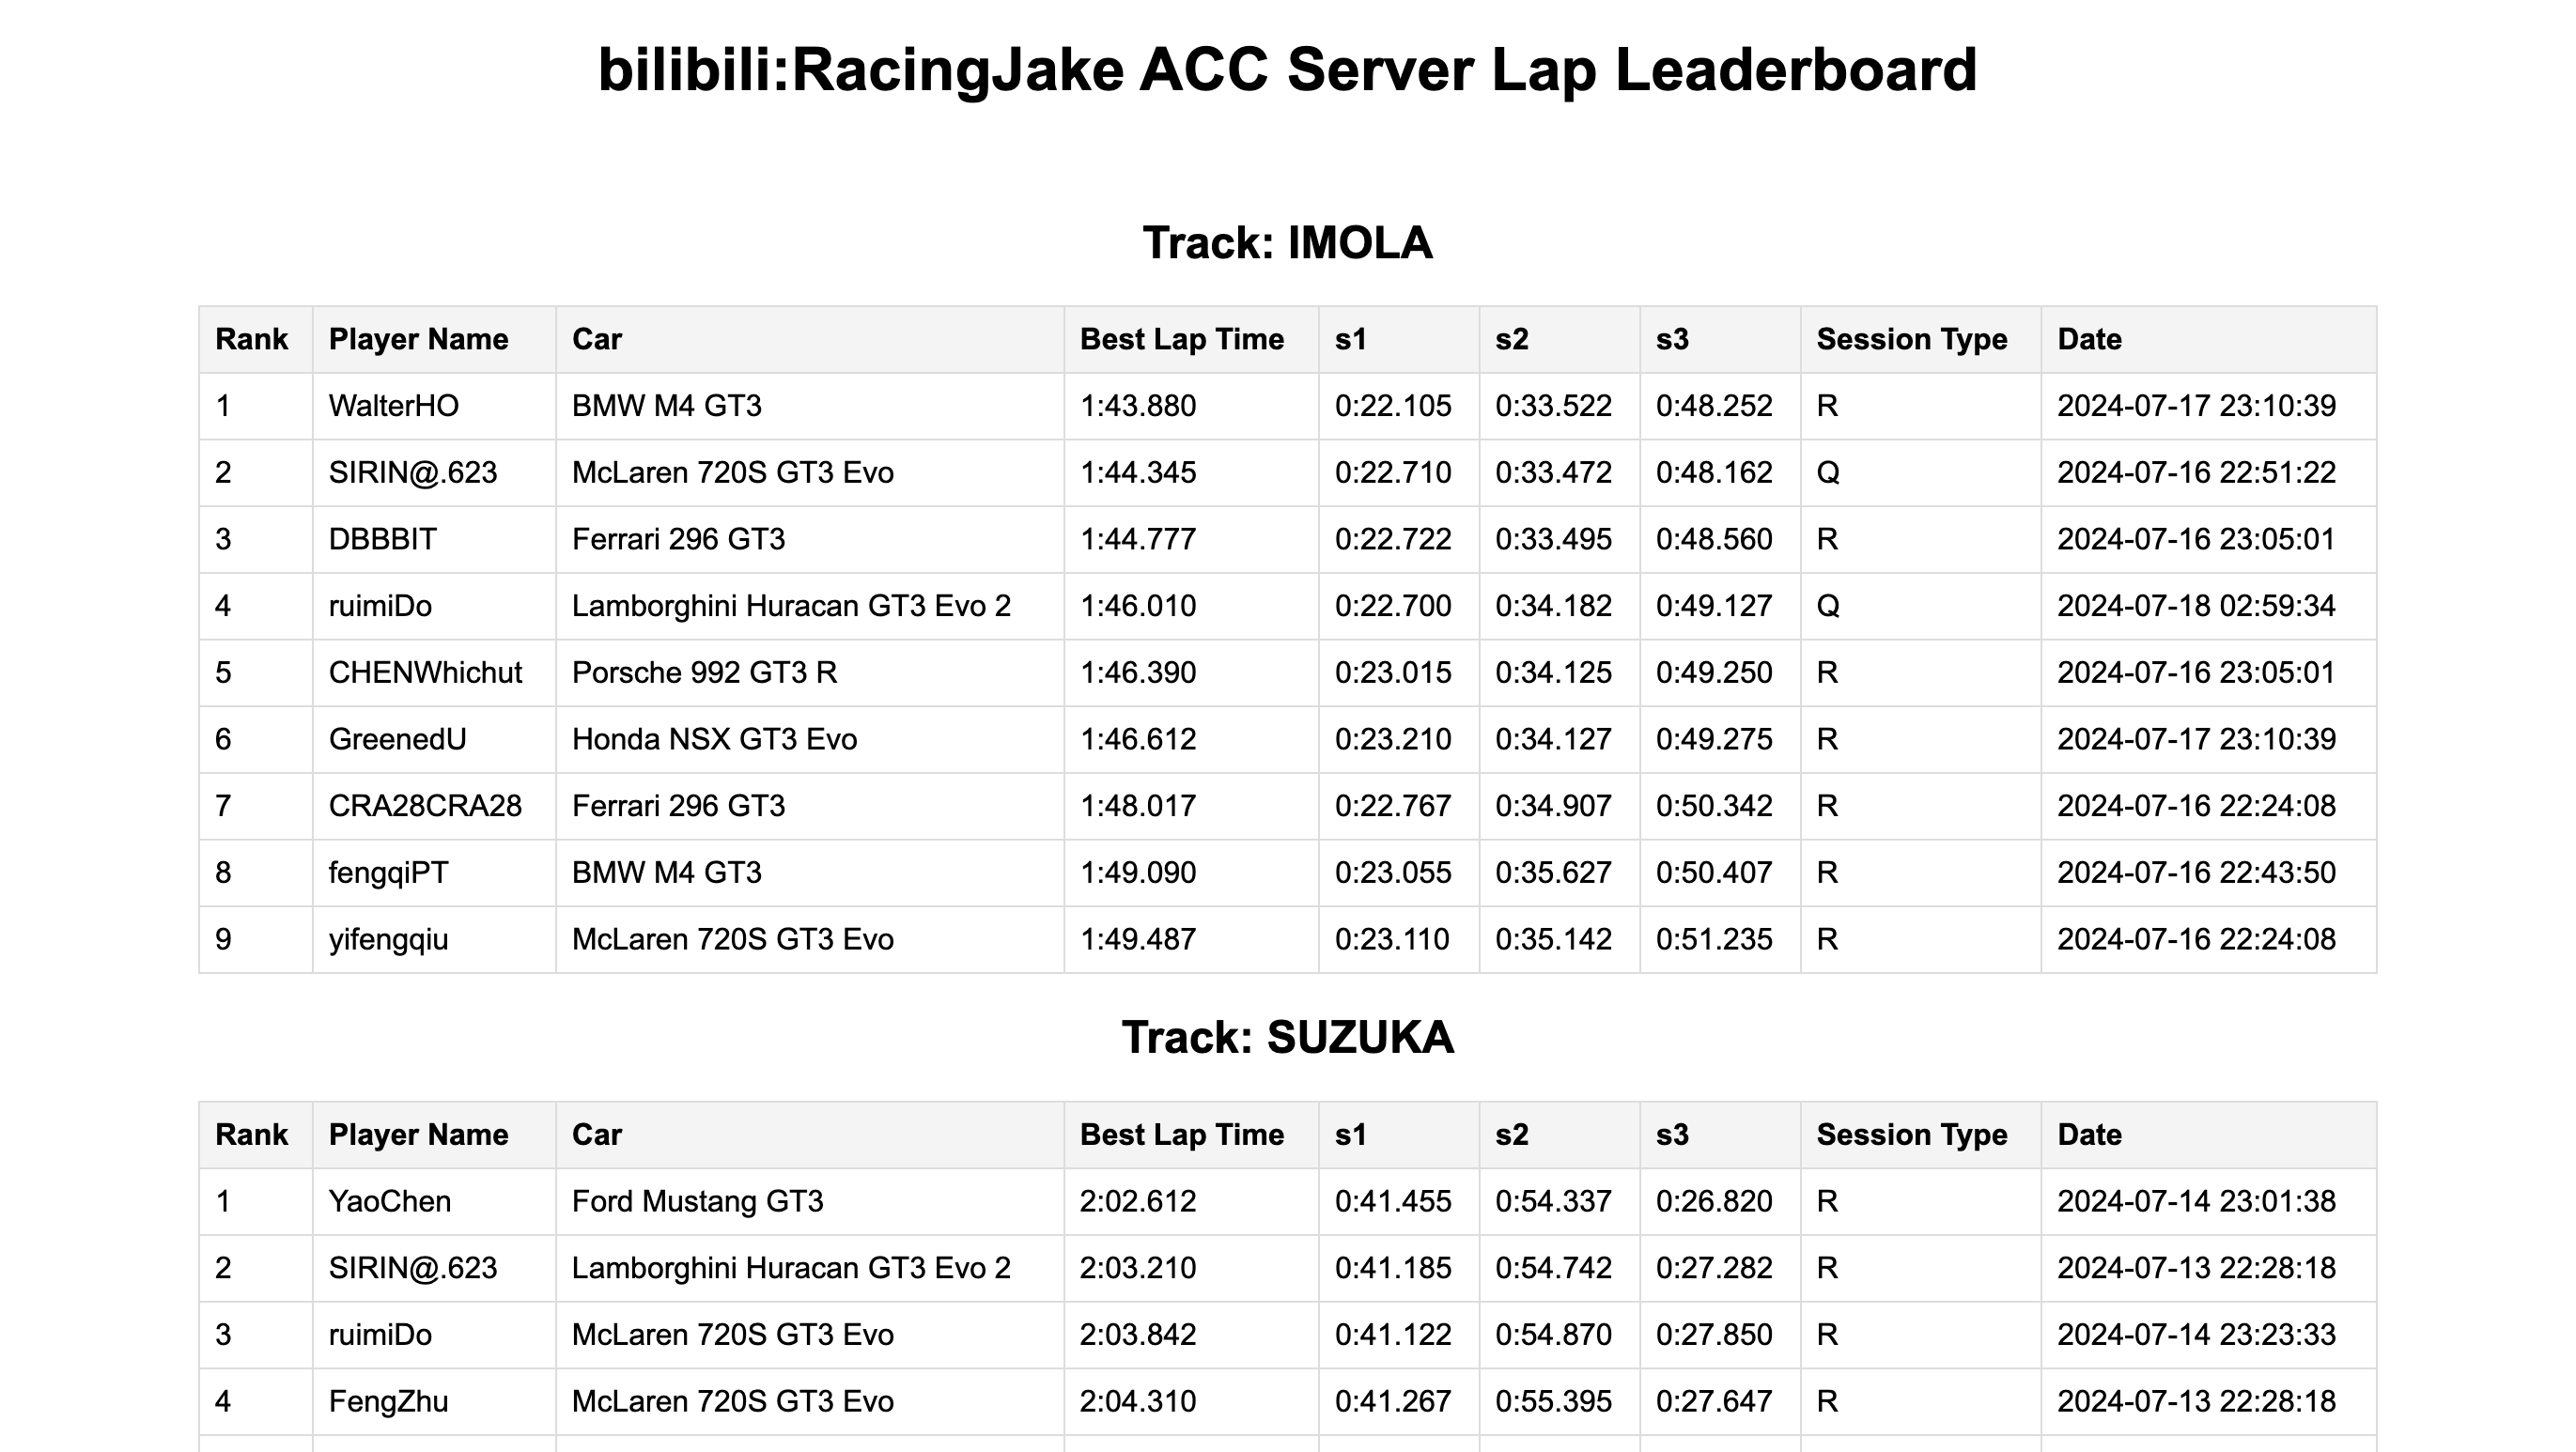 bilibili:RacingJake ACC Server Lap Leaderboard
Track: IMOLA
Rank Player Name Car Best Lap Time s1 s2 s3 Session Type Date
1 WalterHO BMW M4 GT3 1:43.880 0:22.105 0:33.522 0:48.252 R 2024-07-17 23:10:39
2 SIRIN@.623 McLaren 720S GT3 Evo 1:44.345 0:22.710 0:33.472 0:48.162 Q 2024-07-16 22:51:22
3 DBBBIT Ferrari 296 GT3 1:44.777 0:22.722 0:33.495 0:48.560 R 2024-07-16 23:05:01
4 ruimiDo Lamborghini Huracan GT3 Evo 2 1:46.010 0:22.700 0:34.182 0:49.127 Q 2024-07-18 02:59:34
5 CHENWhichut Porsche 992 GT3 R 1:46.390 0:23.015 0:34.125 0:49.250 R 2024-07-16 23:05:01
6 GreenedU Honda NSX GT3 Evo 1:46.612 0:23.210 0:34.127 0:49.275 R 2024-07-17 23:10:39
7 CRA28CRA28 Ferrari 296 GT3 1:48.017 0:22.767 0:34.907 0:50.342 R 2024-07-16 22:24:08
8 fengqiPT BMW M4 GT3 1:49.090 0:23.055 0:35.627 0:50.407 R 2024-07-16 22:43:50
9 yifengqiu McLaren 720S GT3 Evo 1:49.487 0:23.110 0:35.142 0:51.235 R 2024-07-16 22:24:08
Track: SUZUKA
Rank Player Name Car Best Lap Time s1 s2 s3 Session Type Date
1 YaoChen Ford Mustang GT3 2:02.612 0:41.455 0:54.337 0:26.820 R 2024-07-14 23:01:38
2 SIRIN@.623 Lamborghini Huracan GT3 Evo 2 2:03.210 0:41.185 0:54.742 0:27.282 R 2024-07-13 22:28:18
3 ruimiDo McLaren 720S GT3 Evo 2:03.842 0:41.122 0:54.870 0:27.850 R 2024-07-14 23:23:33
4 FengZhu McLaren 720S GT3 Evo 2:04.310 0:41.267 0:55.395 0:27.647 R 2024-07-13 22:28:18